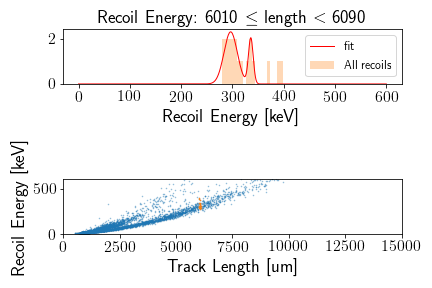 Recoil Energy: 6010 ≤ length < 6090
2
0
fit
All recoils
0 100 200 300 400 500 600
Recoil Energy [keV]
Recoil Energy [keV]
500
0
0 2500 5000 7500 10000 12500 15000
Track Length [um]